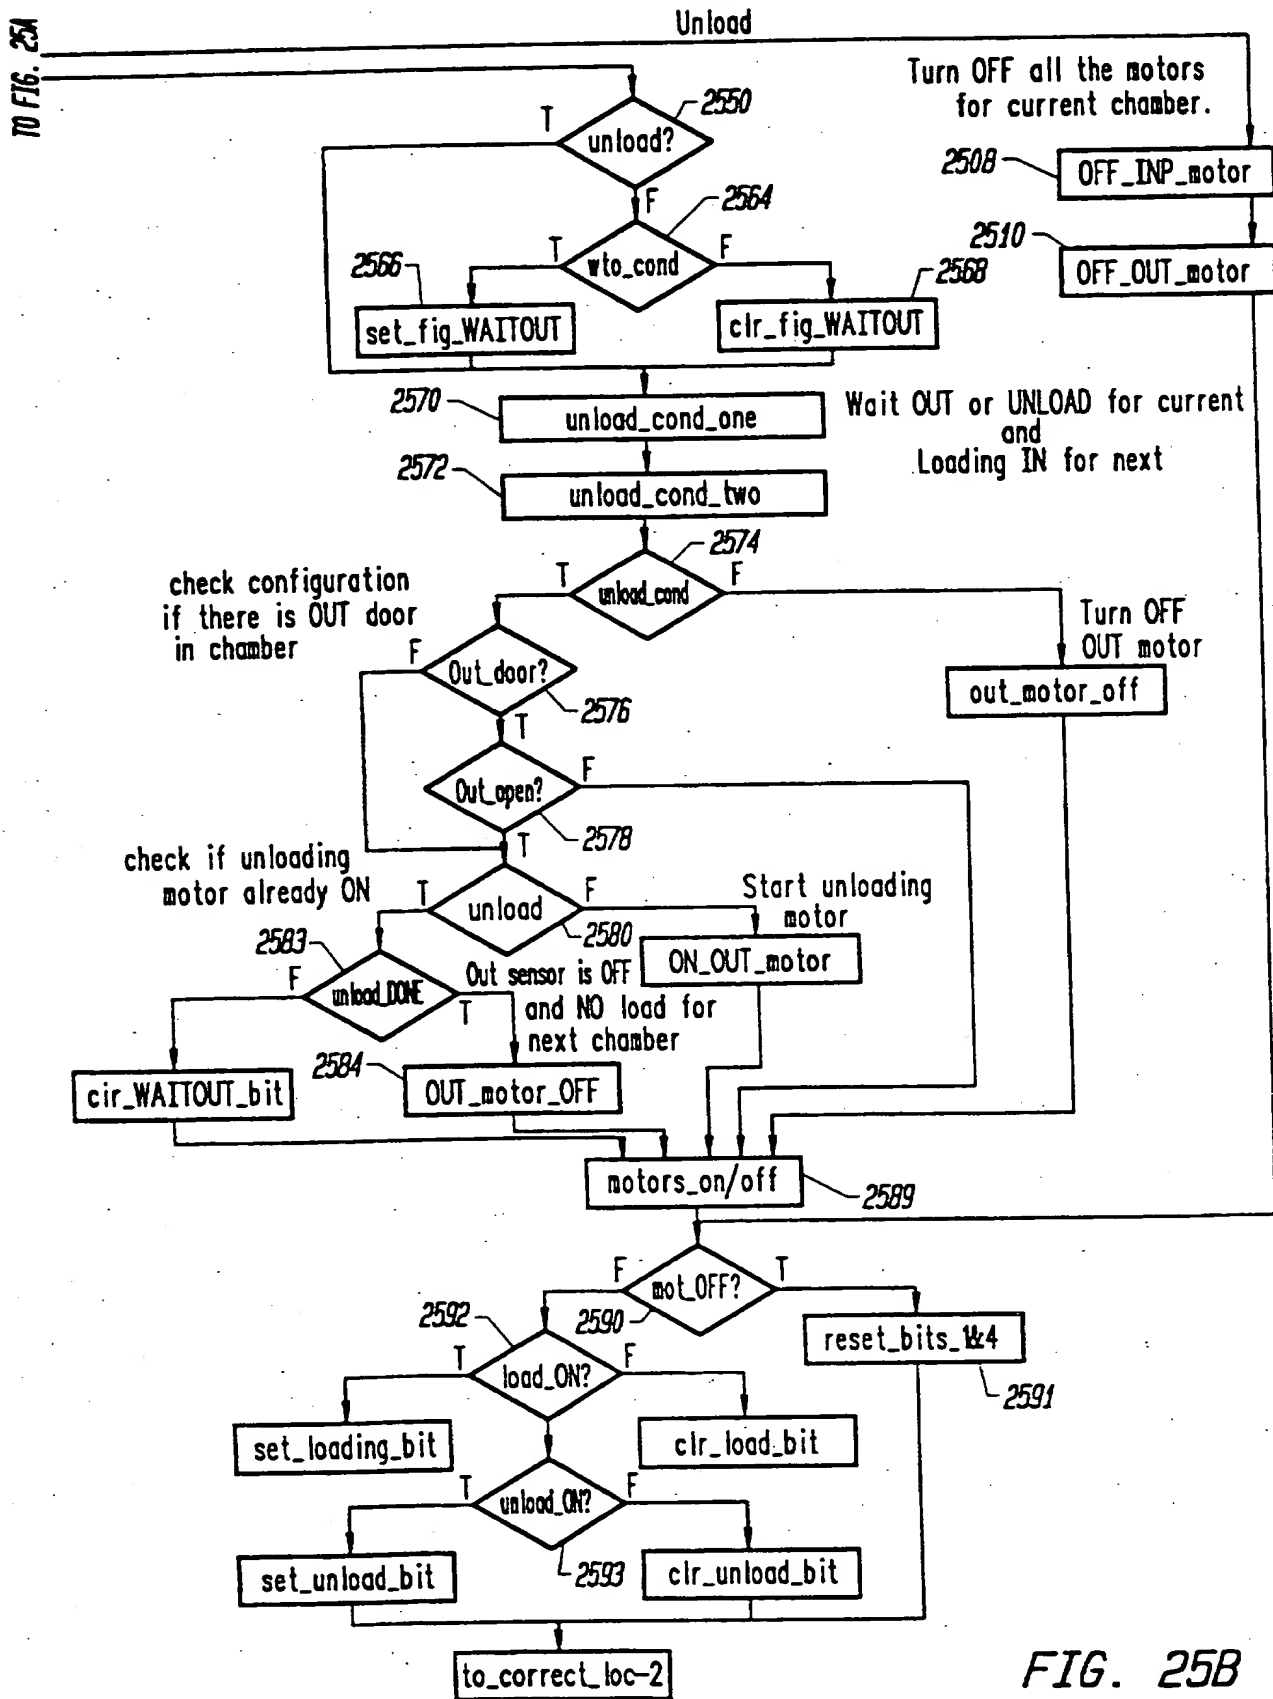 TO FIG. 25A
Unload
Turn OFF all the motors
for current chamber.
2550
T
unload?
F
2508
OFF_INP_motor
2564
T
wto_cond
F
2510
OFF_OUT_motor
2566
set_fig_WAITOUT
2568
clr_fig_WAITOUT
2570
unload_cond_one
Wait OUT or UNLOAD for current
and
Loading IN for next
2572
unload_cond_two
2574
T
unload_cond
F
check configuration
if there is OUT door
in chamber
Turn OFF
OUT motor
F
Out_door?
2576
T
out_motor_off
Out_open?
F
2578
T
check if unloading
motor already ON
T
unload
F
2580
Start unloading
motor
ON_OUT_motor
2583
F
unload_DONE
T
Out sensor is OFF
and NO load for
next chamber
cir_WAITOUT_bit
2584
OUT_motor_OFF
motors_on/off
2589
F
mot_OFF?
T
2590
reset_bits_1&4
2591
2592
T
load_ON?
F
set_loading_bit
clr_load_bit
T
unload_ON?
F
2593
set_unload_bit
clr_unload_bit
to_correct_loc-2
FIG. 25B